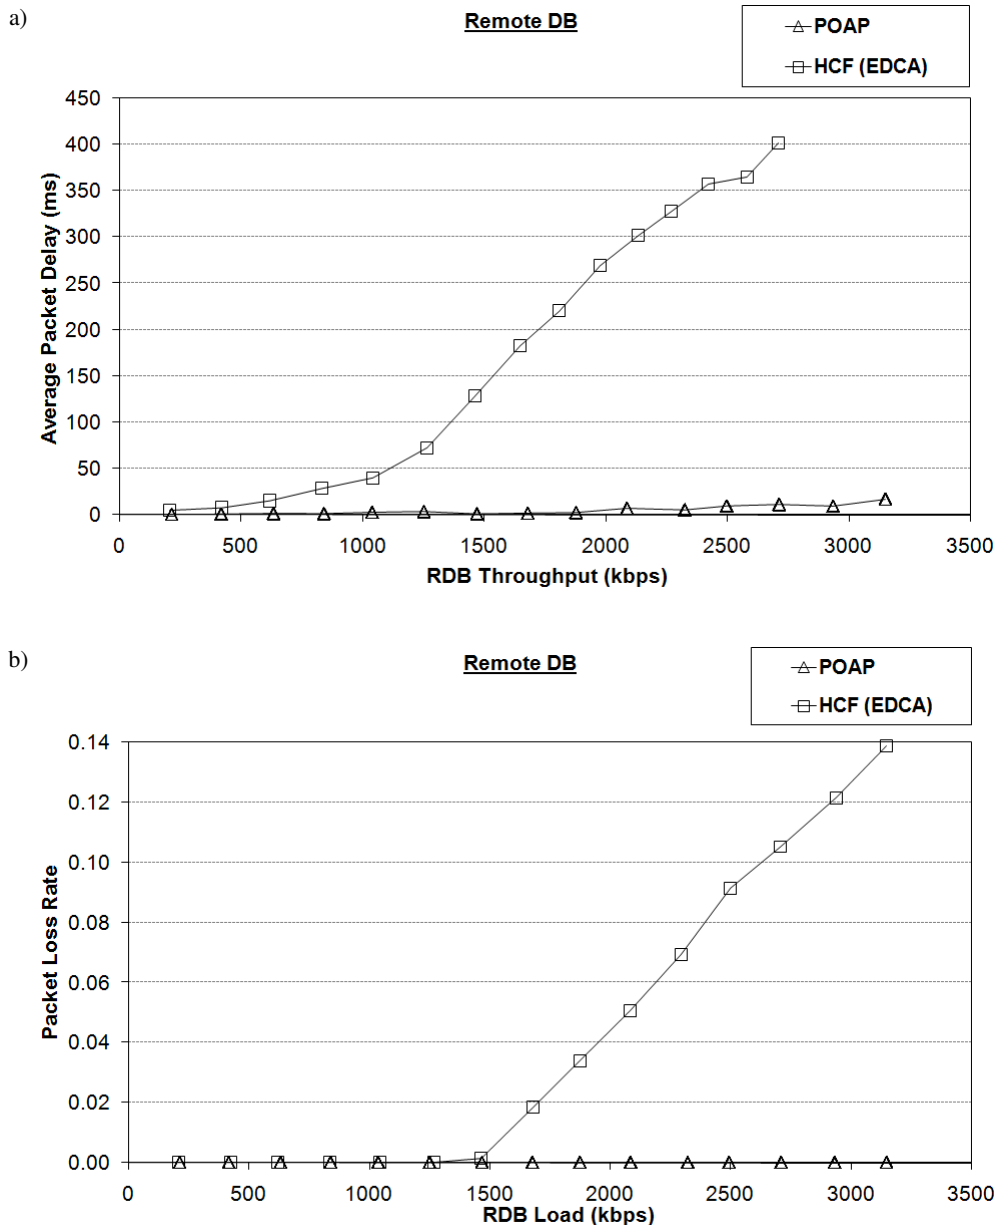 a)
Remote DB
POAP
HCF (EDCA)
450
400
350
300
250
200
150
100
50
0
Average Packet Delay (ms)
0 500 1000 1500 2000 2500 3000 3500
RDB Throughput (kbps)
b)
Remote DB
POAP
HCF (EDCA)
0.14
0.12
0.10
0.08
0.06
0.04
0.02
0.00
Packet Loss Rate
0 500 1000 1500 2000 2500 3000 3500
RDB Load (kbps)